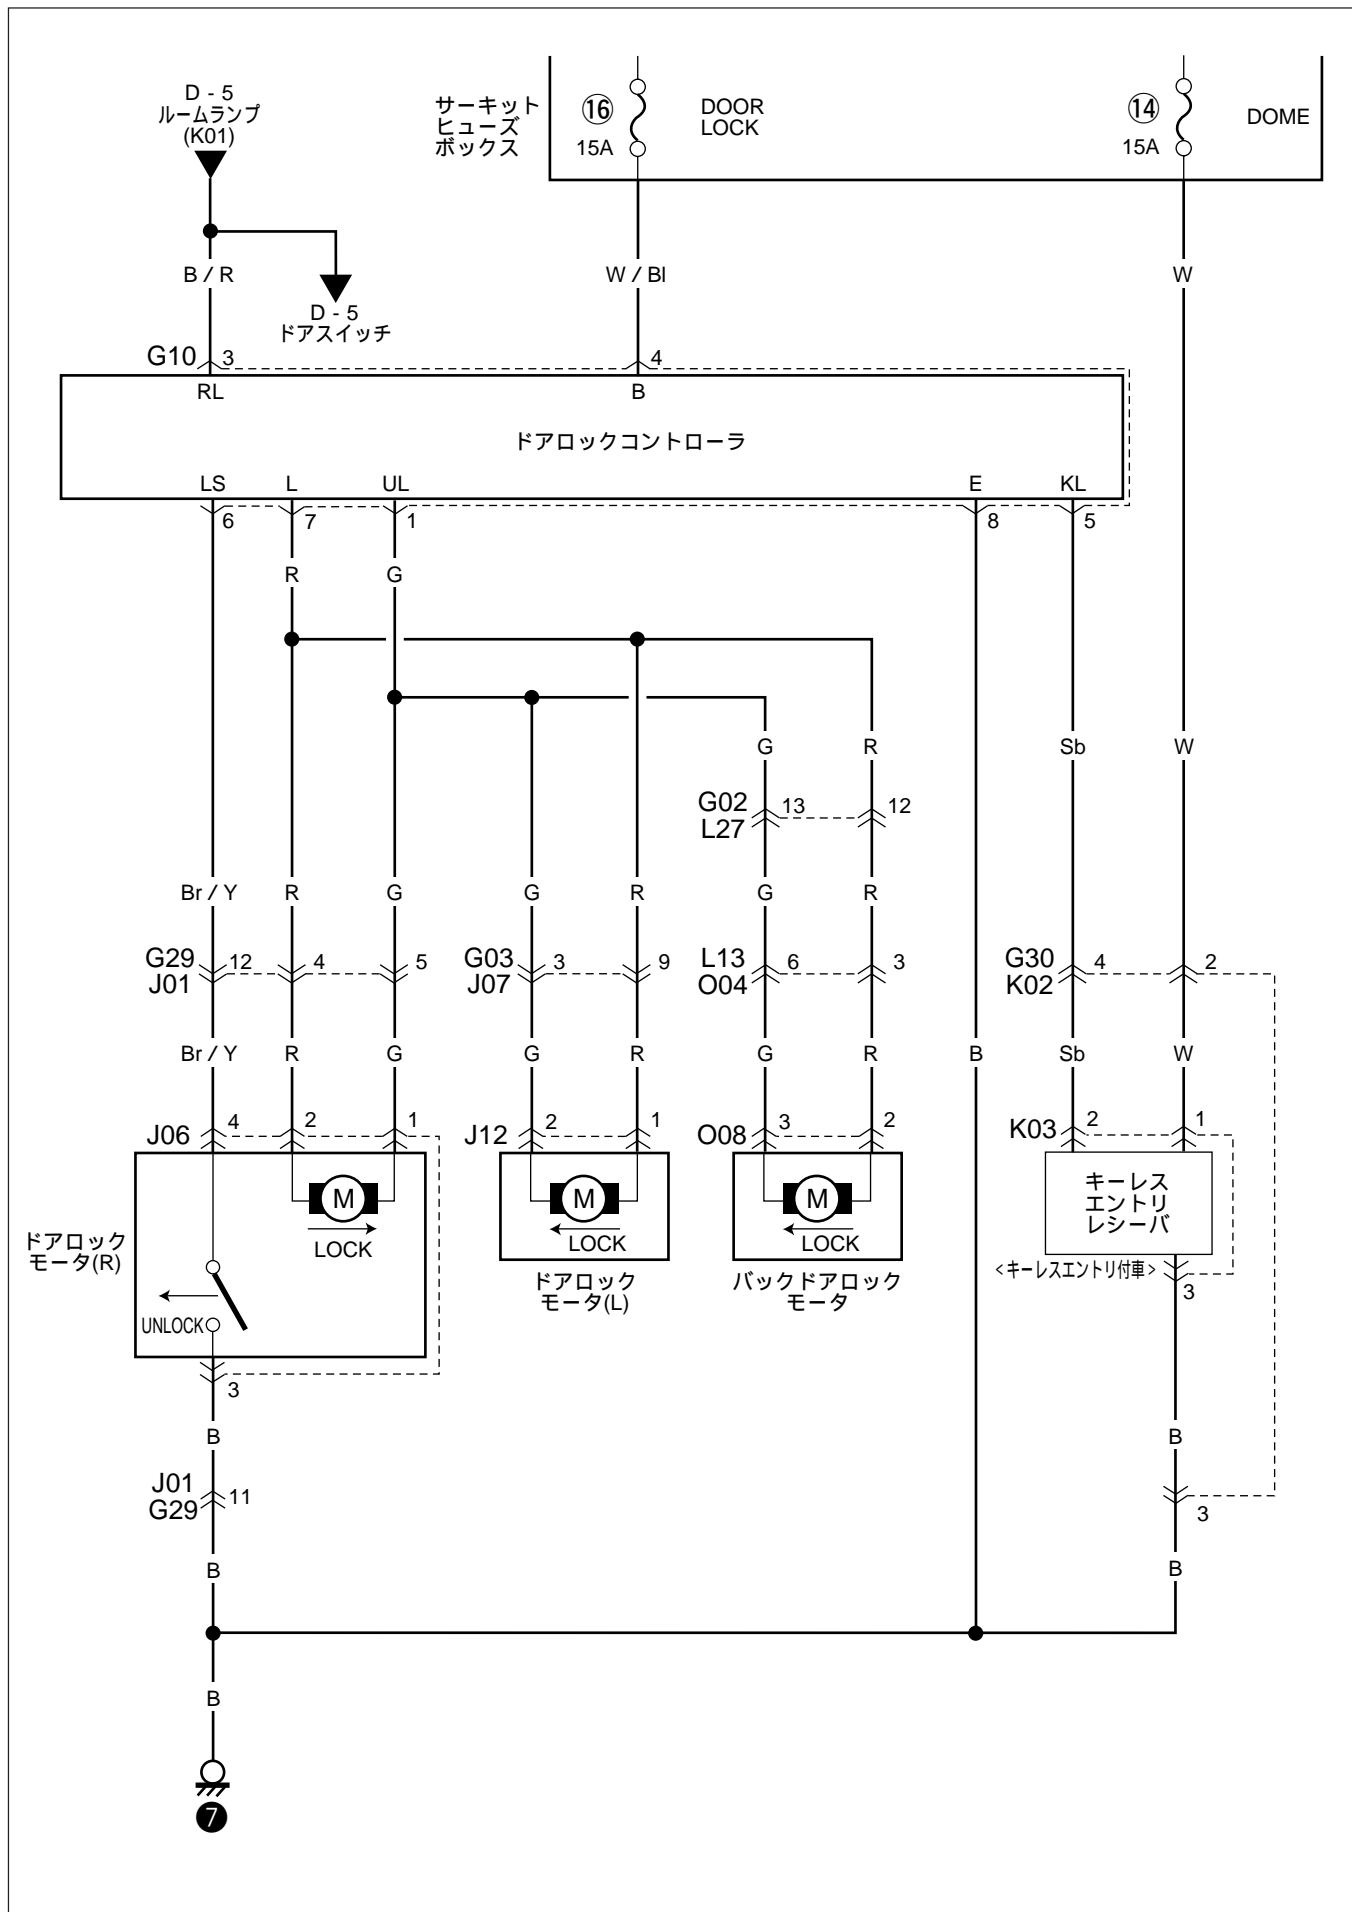 D - 5
ルームランプ
(K01)
サーキット
ヒューズ
ボックス
⑯
15A
DOOR
LOCK
⑭
15A
DOME
B / R
D - 5
ドアスイッチ
W / Bl
W
G10 3
4
RL
B
ドアロックコントローラ
LS
L
UL
E
KL
6
7
1
8
5
R
G
G
R
Sb
W
G02
L27
13
12
Br / Y
R
G
G
R
G
R
G29
J01
12
4
5
G03
J07
3
9
L13
O04
6
3
G30
K02
4
2
Br / Y
R
G
G
R
G
R
B
Sb
W
J06
4
2
1
J12
2
1
O08
3
2
K03
2
1
M
LOCK
M
LOCK
M
LOCK
キーレス
エントリ
レシーバ
ドアロック
モータ(R)
UNLOCK
ドアロック
モータ(L)
バックドアロック
モータ
<キーレスエントリ付車>
3
3
B
B
J01
G29
11
3
B
B
B
7